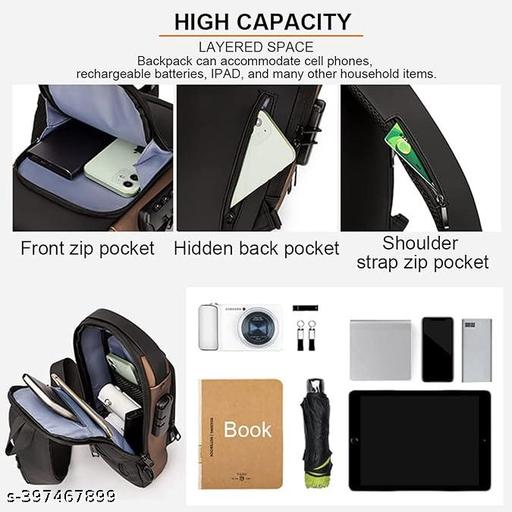 HIGH CAPACITY
LAYERED SPACE
Backpack can accommodate cell phones,
rechargeable batteries, IPAD, and many other household items.
Front zip pocket
Hidden back pocket
Shoulder
strap zip pocket
SAMSUNG
Book
s-397467899